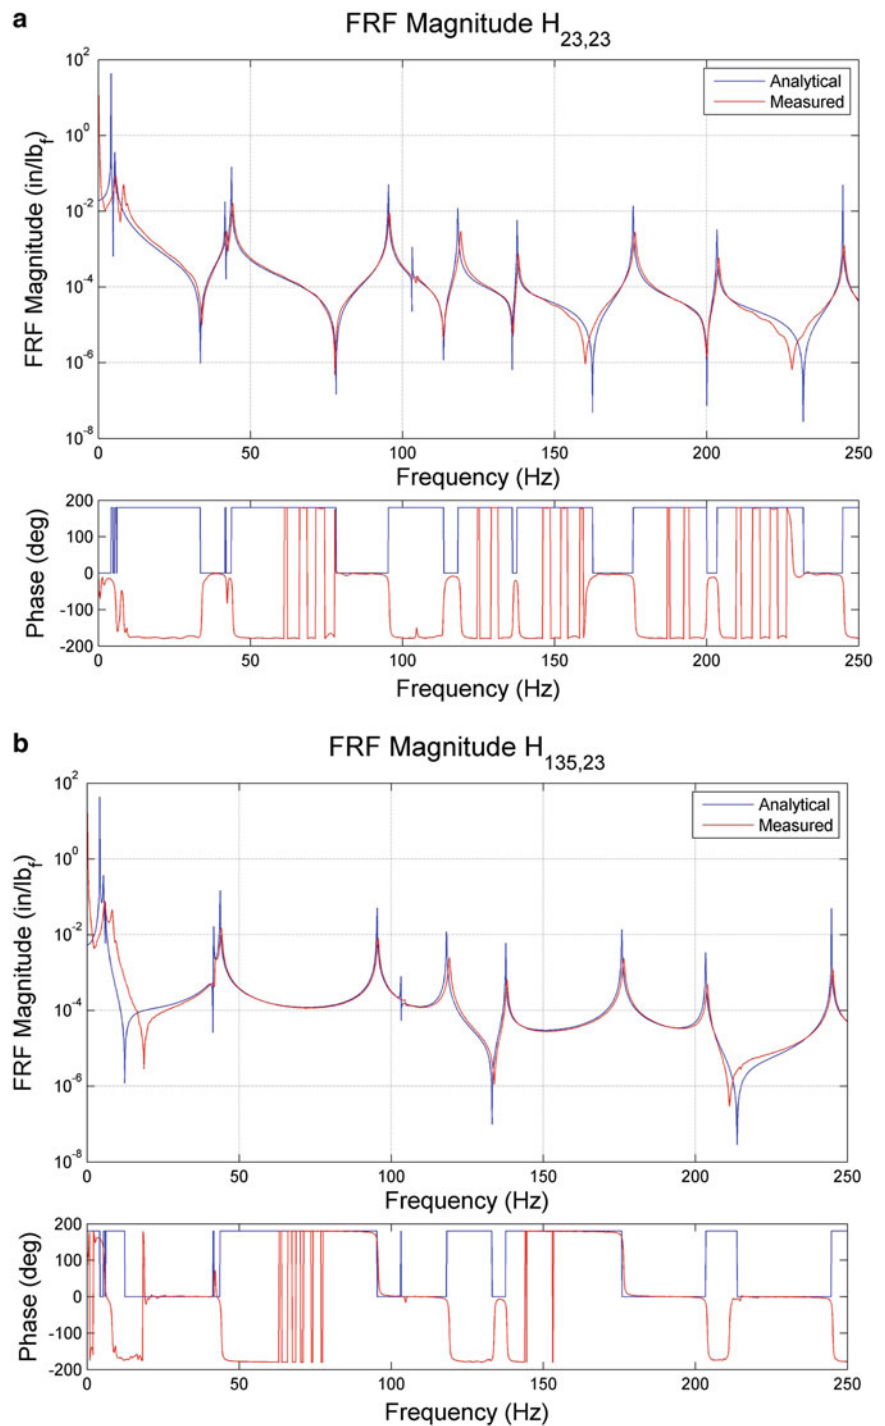 a
FRF Magnitude H23,23
10^2
10^0
10^-2
10^-4
10^-6
10^-8
FRF Magnitude (in/lbf)
Analytical
Measured
0 50 100 150 200 250
Frequency (Hz)
200
100
0
-100
-200
Phase (deg)
0 50 100 150 200 250
Frequency (Hz)
b
FRF Magnitude H135,23
10^2
10^0
10^-2
10^-4
10^-6
10^-8
FRF Magnitude (in/lbf)
Analytical
Measured
0 50 100 150 200 250
Frequency (Hz)
200
100
0
-100
-200
Phase (deg)
0 50 100 150 200 250
Frequency (Hz)